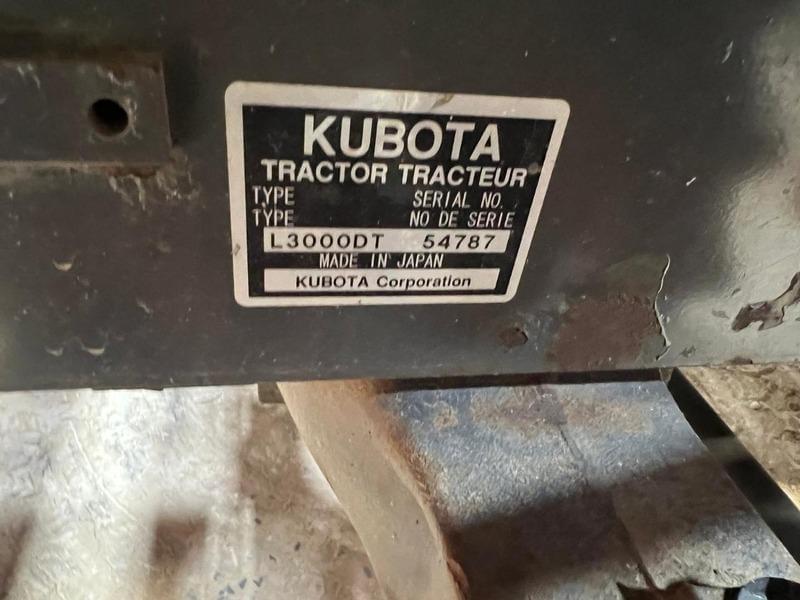 KUBOTA
TRACTOR TRACTEUR
TYPE SERIAL NO.
TYPE NO DE SERIE
L3000DT 54787
MADE IN JAPAN
KUBOTA Corporation